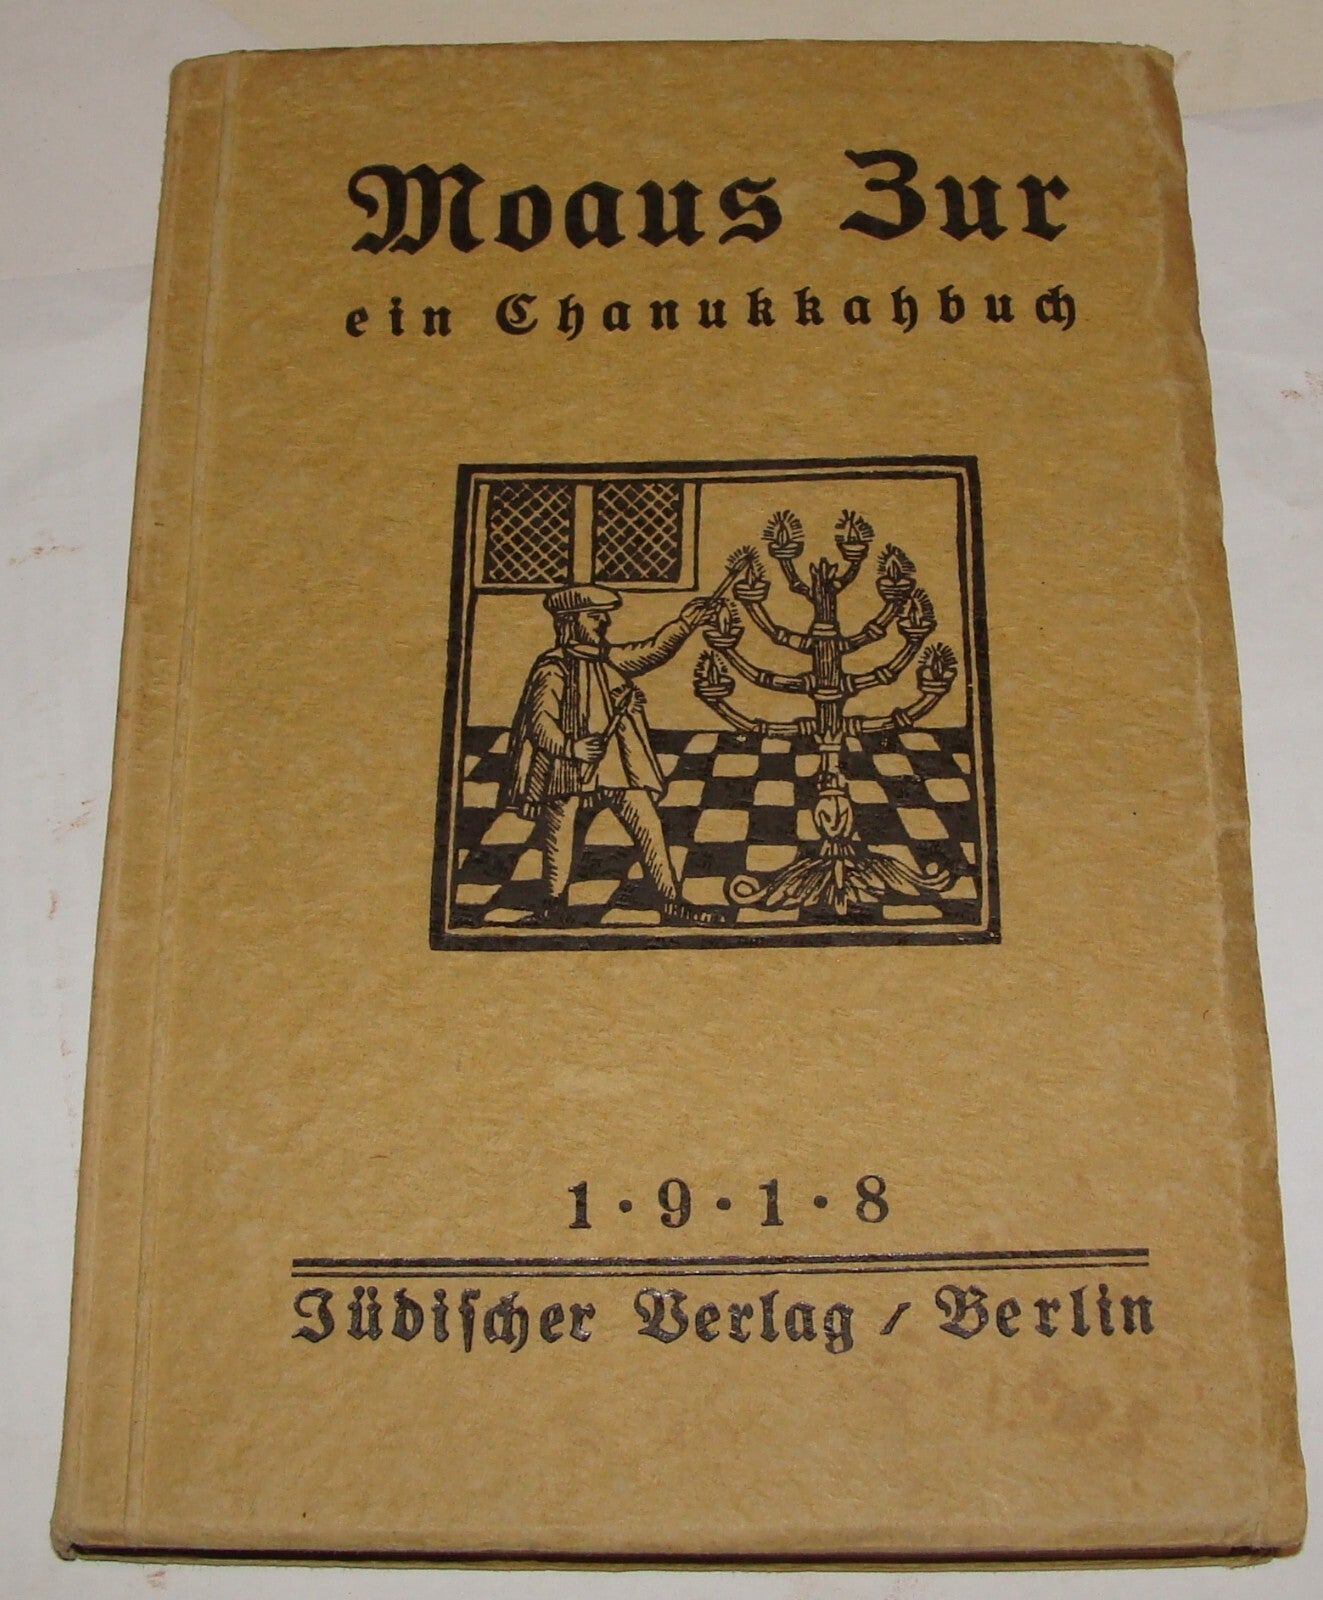 Moaus Zur
ein Chanukkahbuch
1·9·1·8
Jüdischer Verlag / Berlin